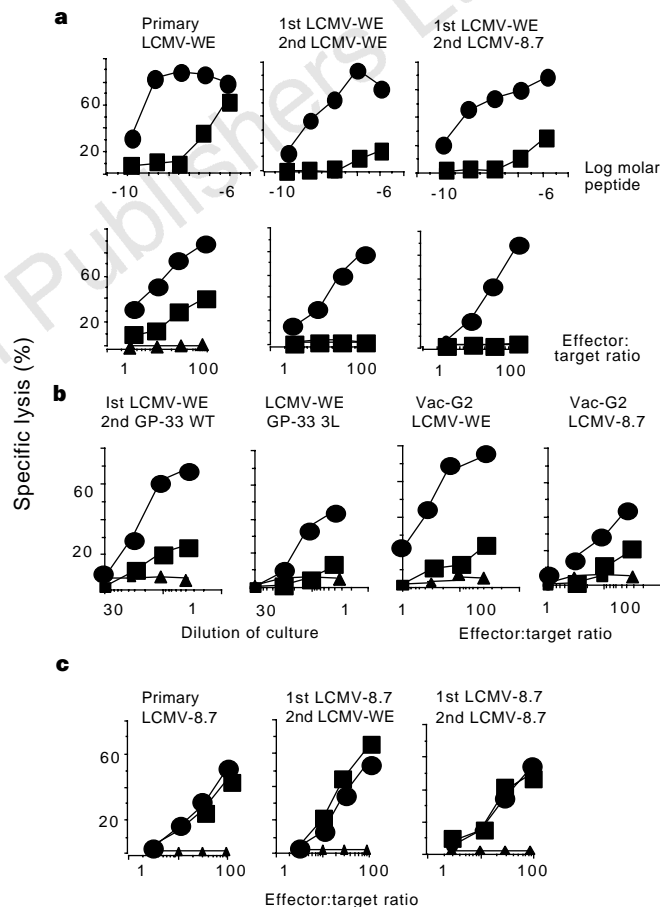 Publishers L
a
Primary
LCMV-WE
1st LCMV-WE
2nd LCMV-WE
1st LCMV-WE
2nd LCMV-8.7
60
20
-10
-6
-10
-6
-10
-6
Log molar
peptide
60
20
1
100
1
100
1
100
Effector:
target ratio
Specific lysis (%)
b
Ist LCMV-WE
2nd GP-33 WT
LCMV-WE
GP-33 3L
Vac-G2
LCMV-WE
Vac-G2
LCMV-8.7
60
20
30
1
30
1
1
100
1
100
Dilution of culture
Effector:target ratio
c
Primary
LCMV-8.7
1st LCMV-8.7
2nd LCMV-WE
1st LCMV-8.7
2nd LCMV-8.7
60
20
1
100
1
100
1
100
Effector:target ratio